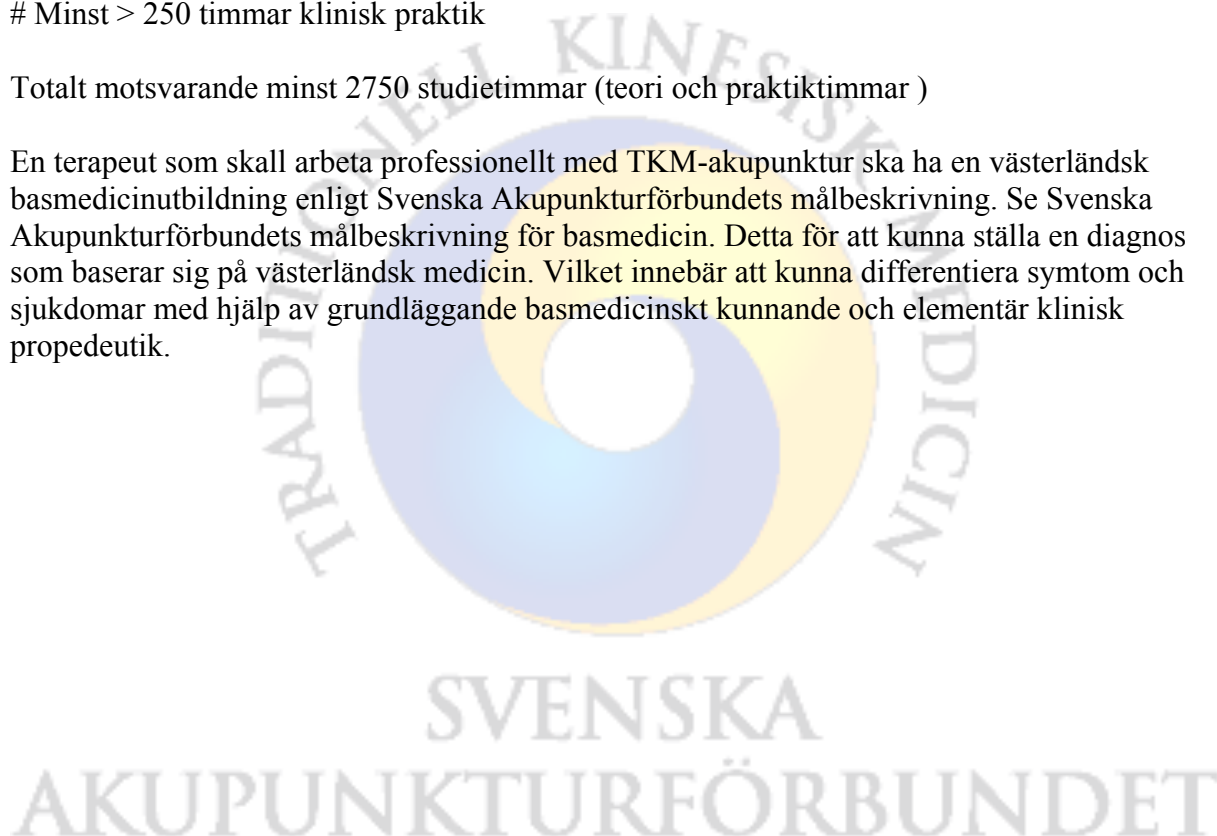 # Minst > 250 timmar klinisk praktik
Totalt motsvarande minst 2750 studietimmar (teori och praktiktimmar )
En terapeut som skall arbeta professionellt med TKM-akupunktur ska ha en västerländsk
basmedicinutbildning enligt Svenska Akupunkturförbundets målbeskrivning. Se Svenska
Akupunkturförbundets målbeskrivning för basmedicin. Detta för att kunna ställa en diagnos
som baserar sig på västerländsk medicin. Vilket innebär att kunna differentiera symtom och
sjukdomar med hjälp av grundläggande basmedicinskt kunnande och elementär klinisk
propedeutik.
TRADITIONELL KINESISK MEDICIN
SVENSKA
AKUPUNKTURFÖRBUNDET